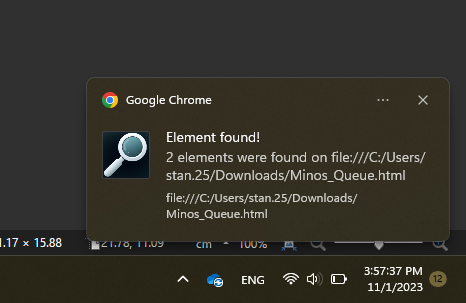 Google Chrome
Element found!
2 elements were found on file:///C:/Users/
stan.25/Downloads/Minos_Queue.html
file:///C:/Users/stan.25/Downloads/
Minos_Queue.html
1.17 × 15.88
21.78, 11.09
cm
100%
ENG
3:57:37 PM
11/1/2023
12